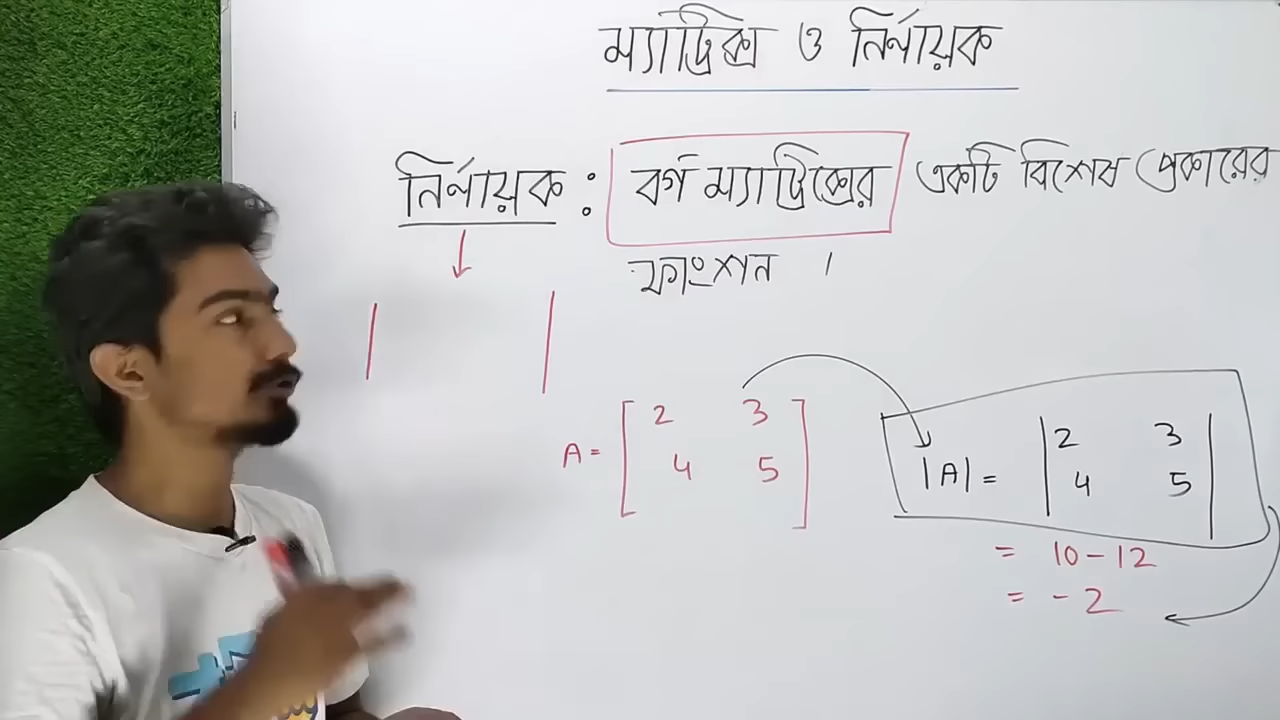 ম্যাট্রিক্স ও নির্ণায়ক
নির্ণায়ক : বর্গ ম্যাট্রিক্সের একটি বিশেষ প্রকারের
ফাংশন ।
A = [ 2 3
4 5 ]
|A| = | 2 3
4 5 |
= 10 - 12
= - 2